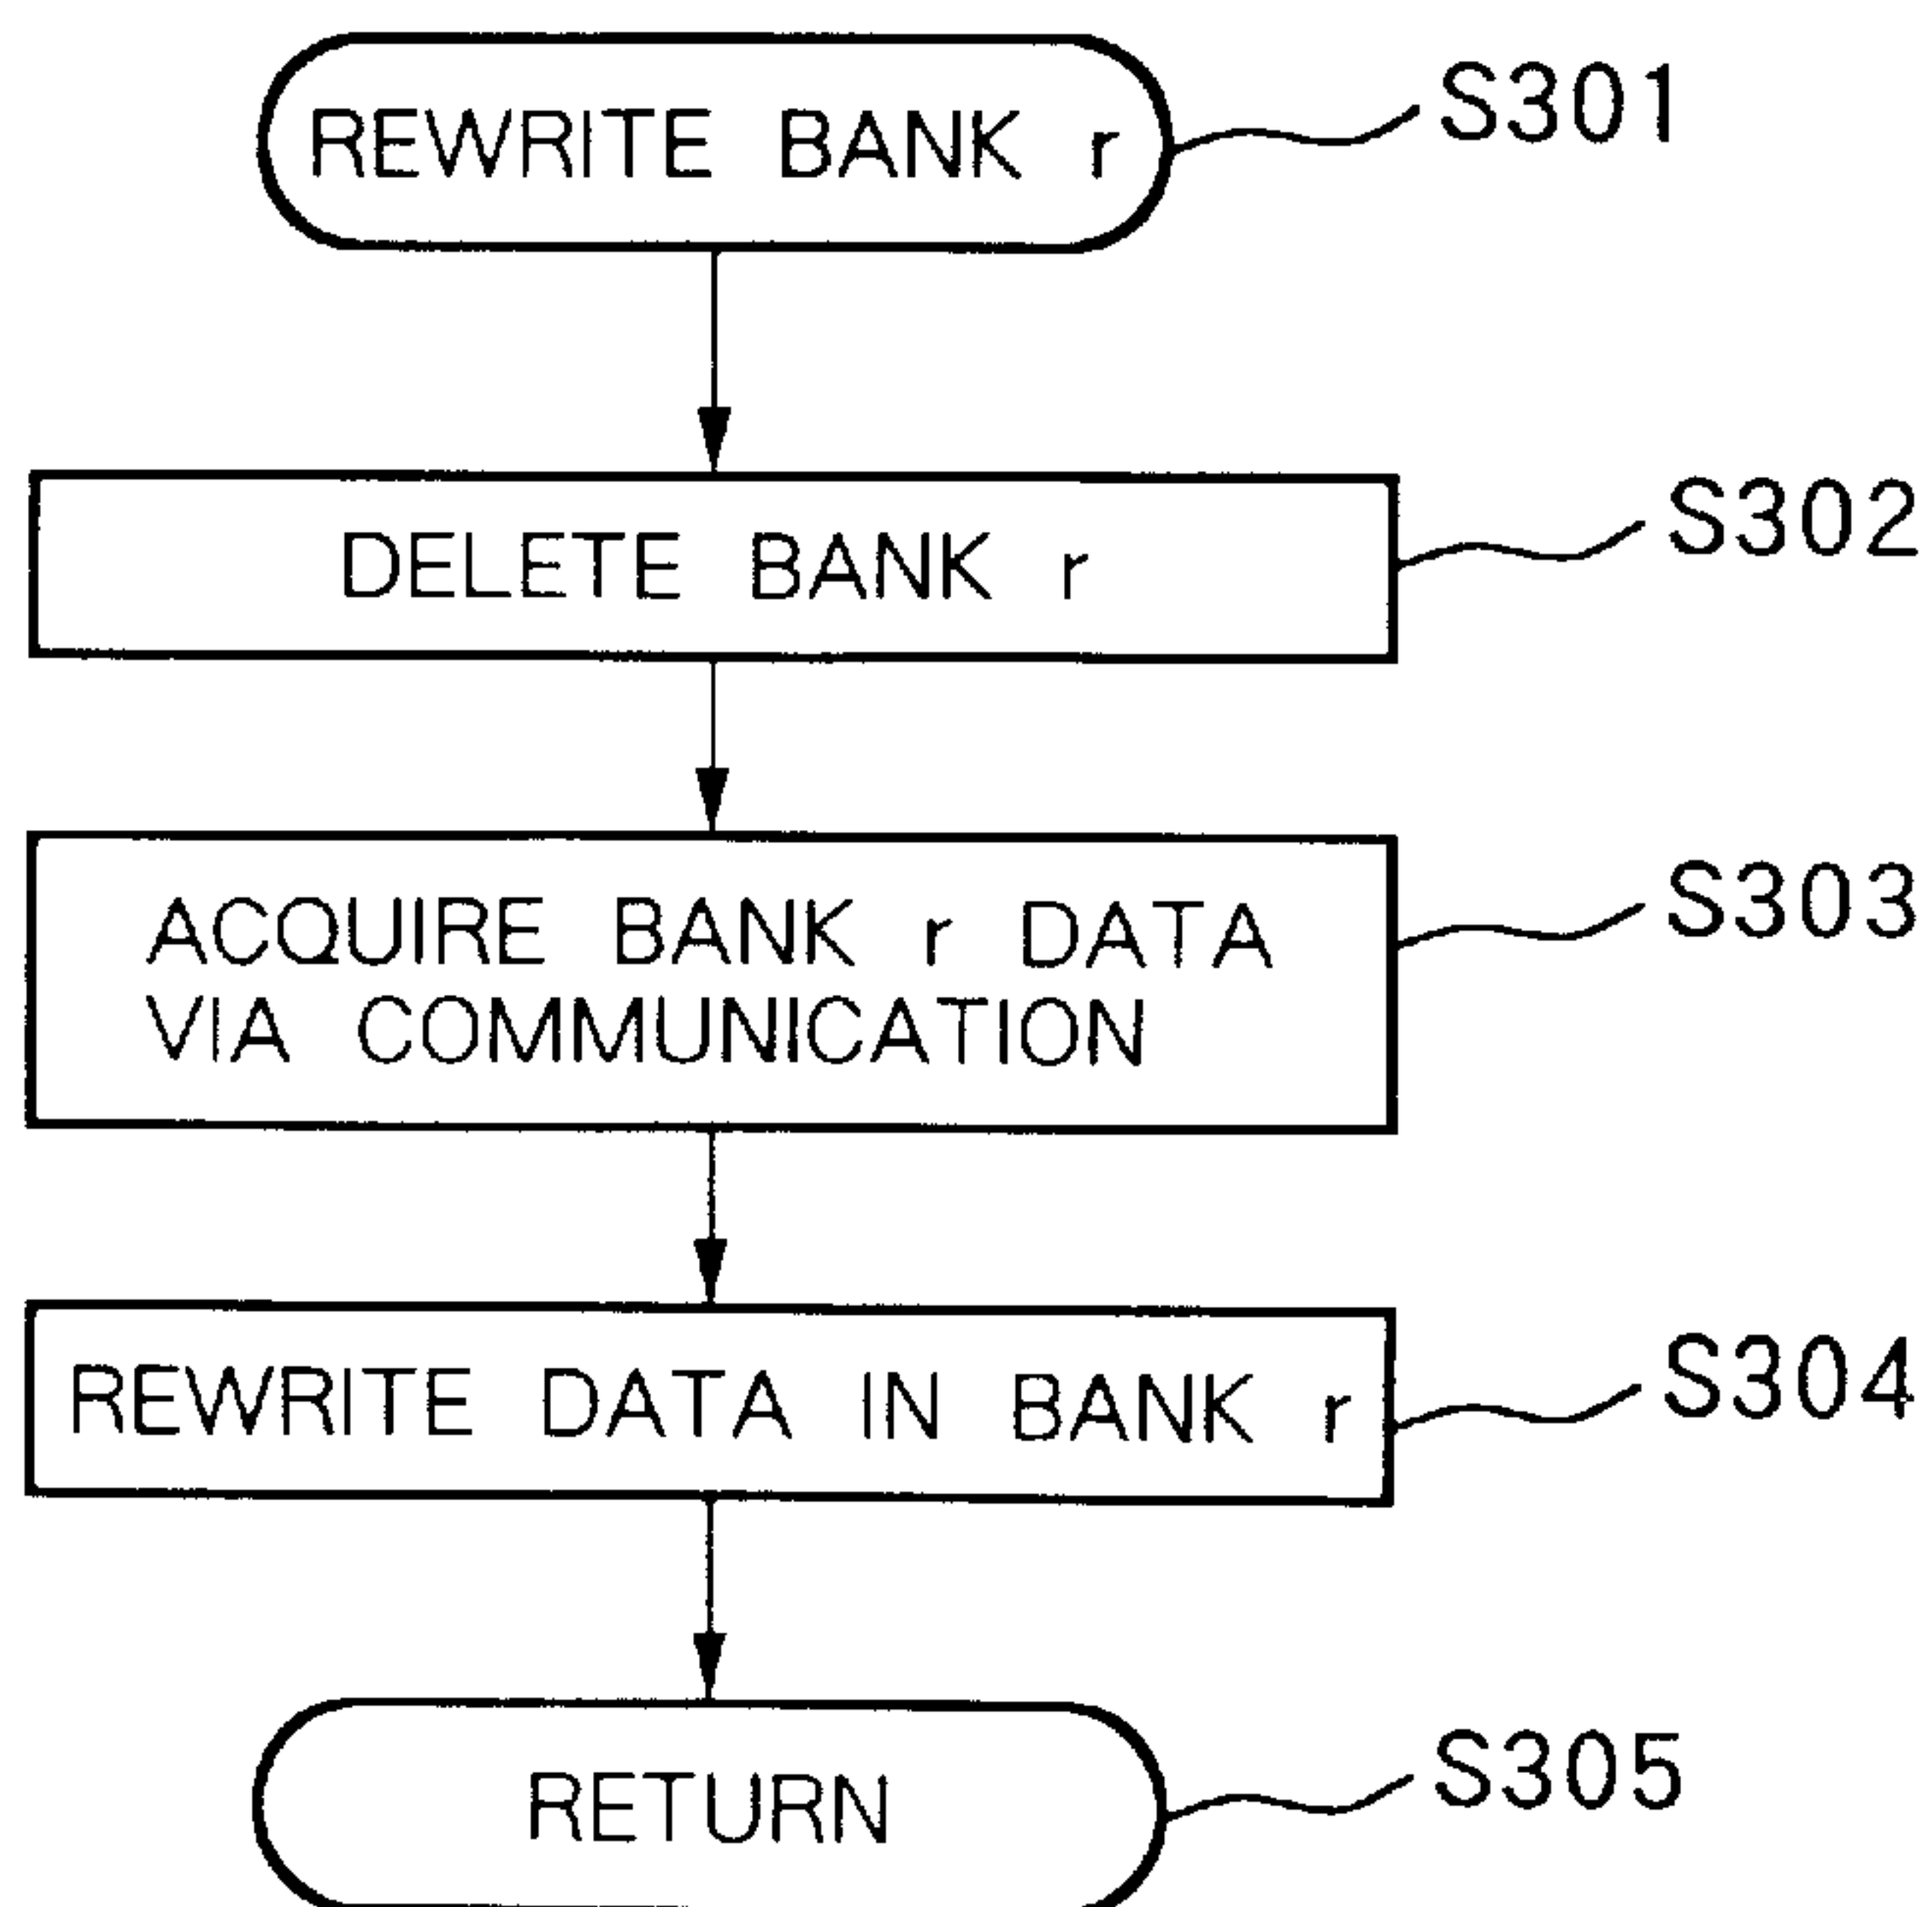 REWRITE BANK r
S301
DELETE BANK r
S302
ACQUIRE BANK r DATA
VIA COMMUNICATION
S303
REWRITE DATA IN BANK r
S304
RETURN
S305